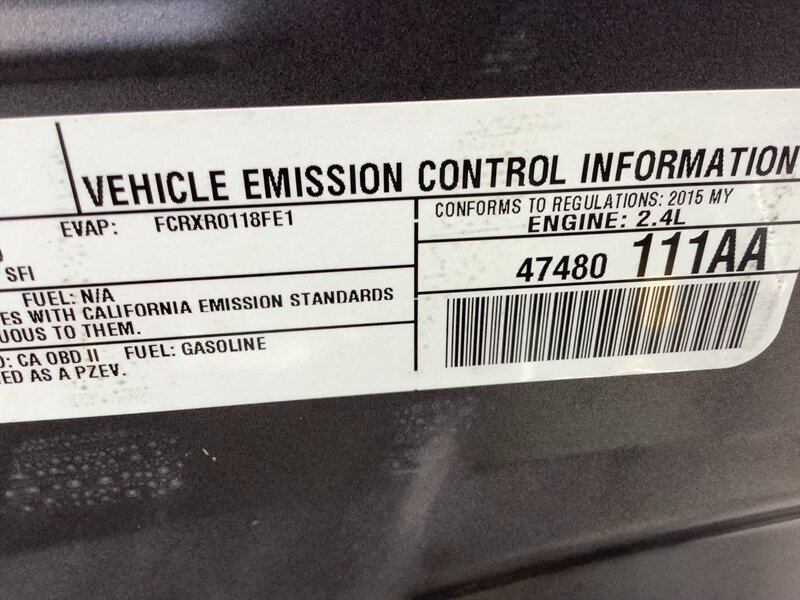 VEHICLE EMISSION CONTROL INFORMATION
EVAP: FCRXR0118FE1
SFI
FUEL: N/A
ES WITH CALIFORNIA EMISSION STANDARDS
UOUS TO THEM.
: CA OBD II FUEL: GASOLINE
ED AS A PZEV.
CONFORMS TO REGULATIONS: 2015 MY
ENGINE: 2.4L
47480 111AA